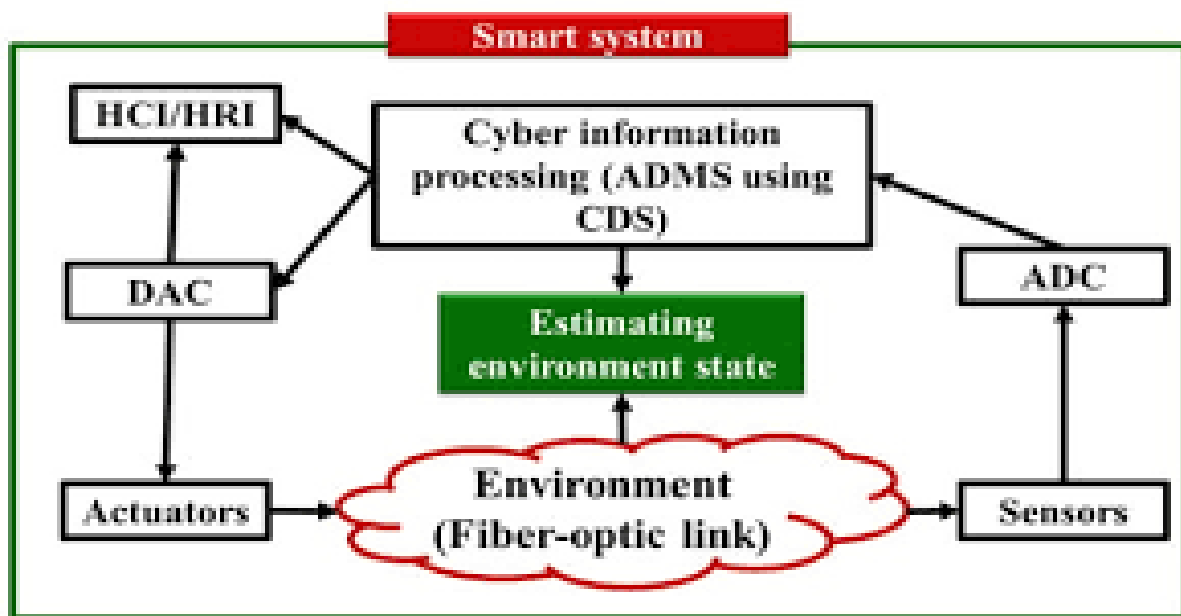 Smart system
HCI/HRI
Cyber information
processing (ADMS using
CDS)
DAC
ADC
Estimating
environment state
Actuators
Environment
(Fiber-optic link)
Sensors